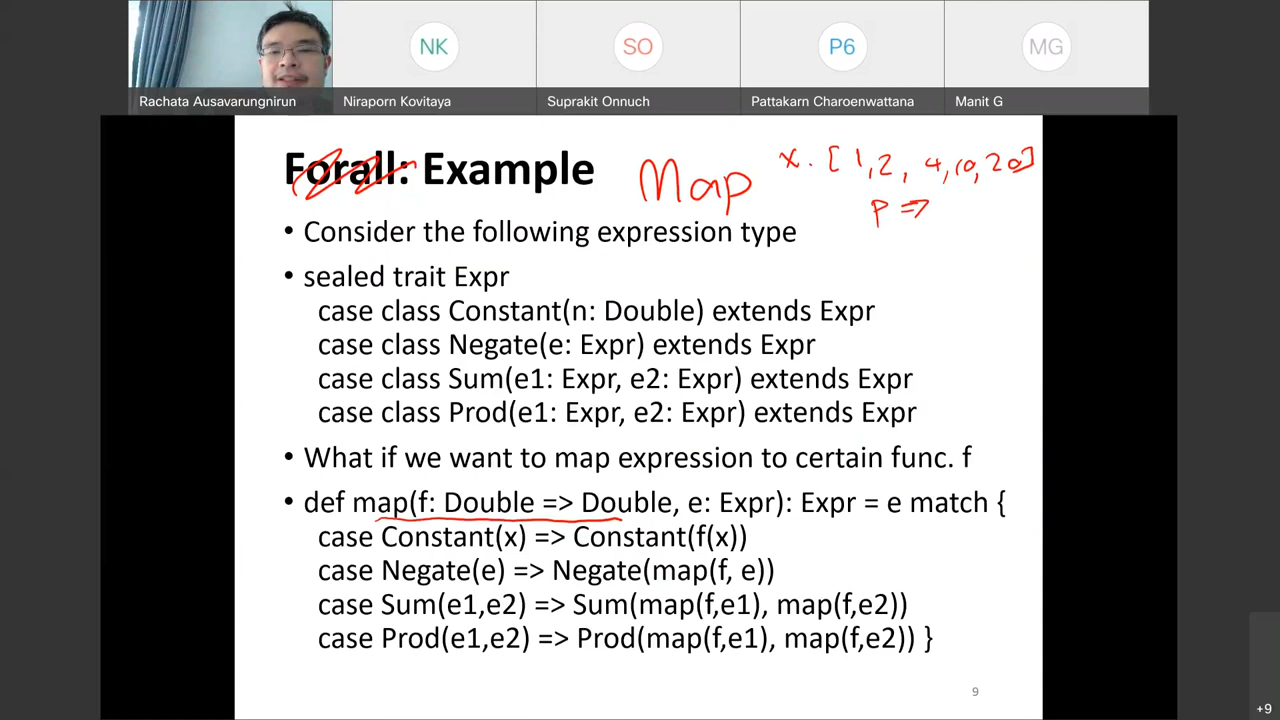 NK
SO
P6
MG
Rachata Ausavarungnirun
Niraporn Kovitaya
Suprakit Onnuch
Pattakarn Charoenwattana
Manit G
Forall: Example
Map
x. [1,2, 4,10,20]
p =>
• Consider the following expression type
• sealed trait Expr
case class Constant(n: Double) extends Expr
case class Negate(e: Expr) extends Expr
case class Sum(e1: Expr, e2: Expr) extends Expr
case class Prod(e1: Expr, e2: Expr) extends Expr
• What if we want to map expression to certain func. f
• def map(f: Double => Double, e: Expr): Expr = e match {
case Constant(x) => Constant(f(x))
case Negate(e) => Negate(map(f, e))
case Sum(e1,e2) => Sum(map(f,e1), map(f,e2))
case Prod(e1,e2) => Prod(map(f,e1), map(f,e2)) }
9
+9